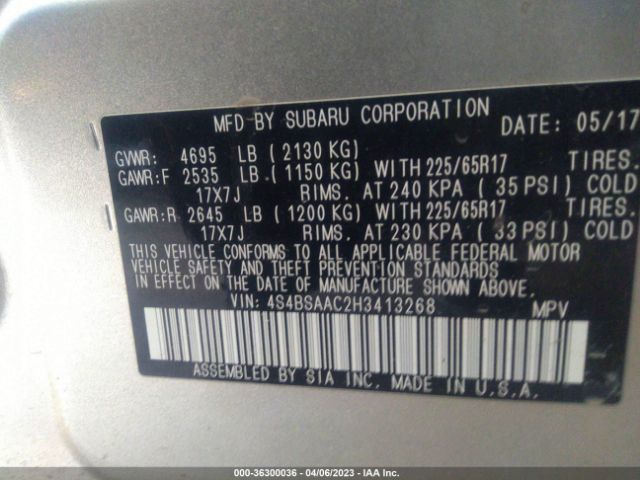 MFD BY SUBARU CORPORATION DATE: 05/17
GVWR: 4695 LB (2130 KG)
GAWR:F 2535 LB (1150 KG) WITH 225/65R17 TIRES,
17X7J RIMS, AT 240 KPA (35 PSI) COLD
GAWR:R 2645 LB (1200 KG) WITH 225/65R17 TIRES,
17X7J RIMS, AT 230 KPA (33 PSI) COLD
THIS VEHICLE CONFORMS TO ALL APPLICABLE FEDERAL MOTOR
VEHICLE SAFETY AND THEFT PREVENTION STANDARDS
IN EFFECT ON THE DATE OF MANUFACTURE SHOWN ABOVE.
VIN: 4S4BSAAC2H3413268 MPV
ASSEMBLED BY SIA INC. MADE IN U.S.A.
000-36300036 - 04/06/2023 - IAA Inc.